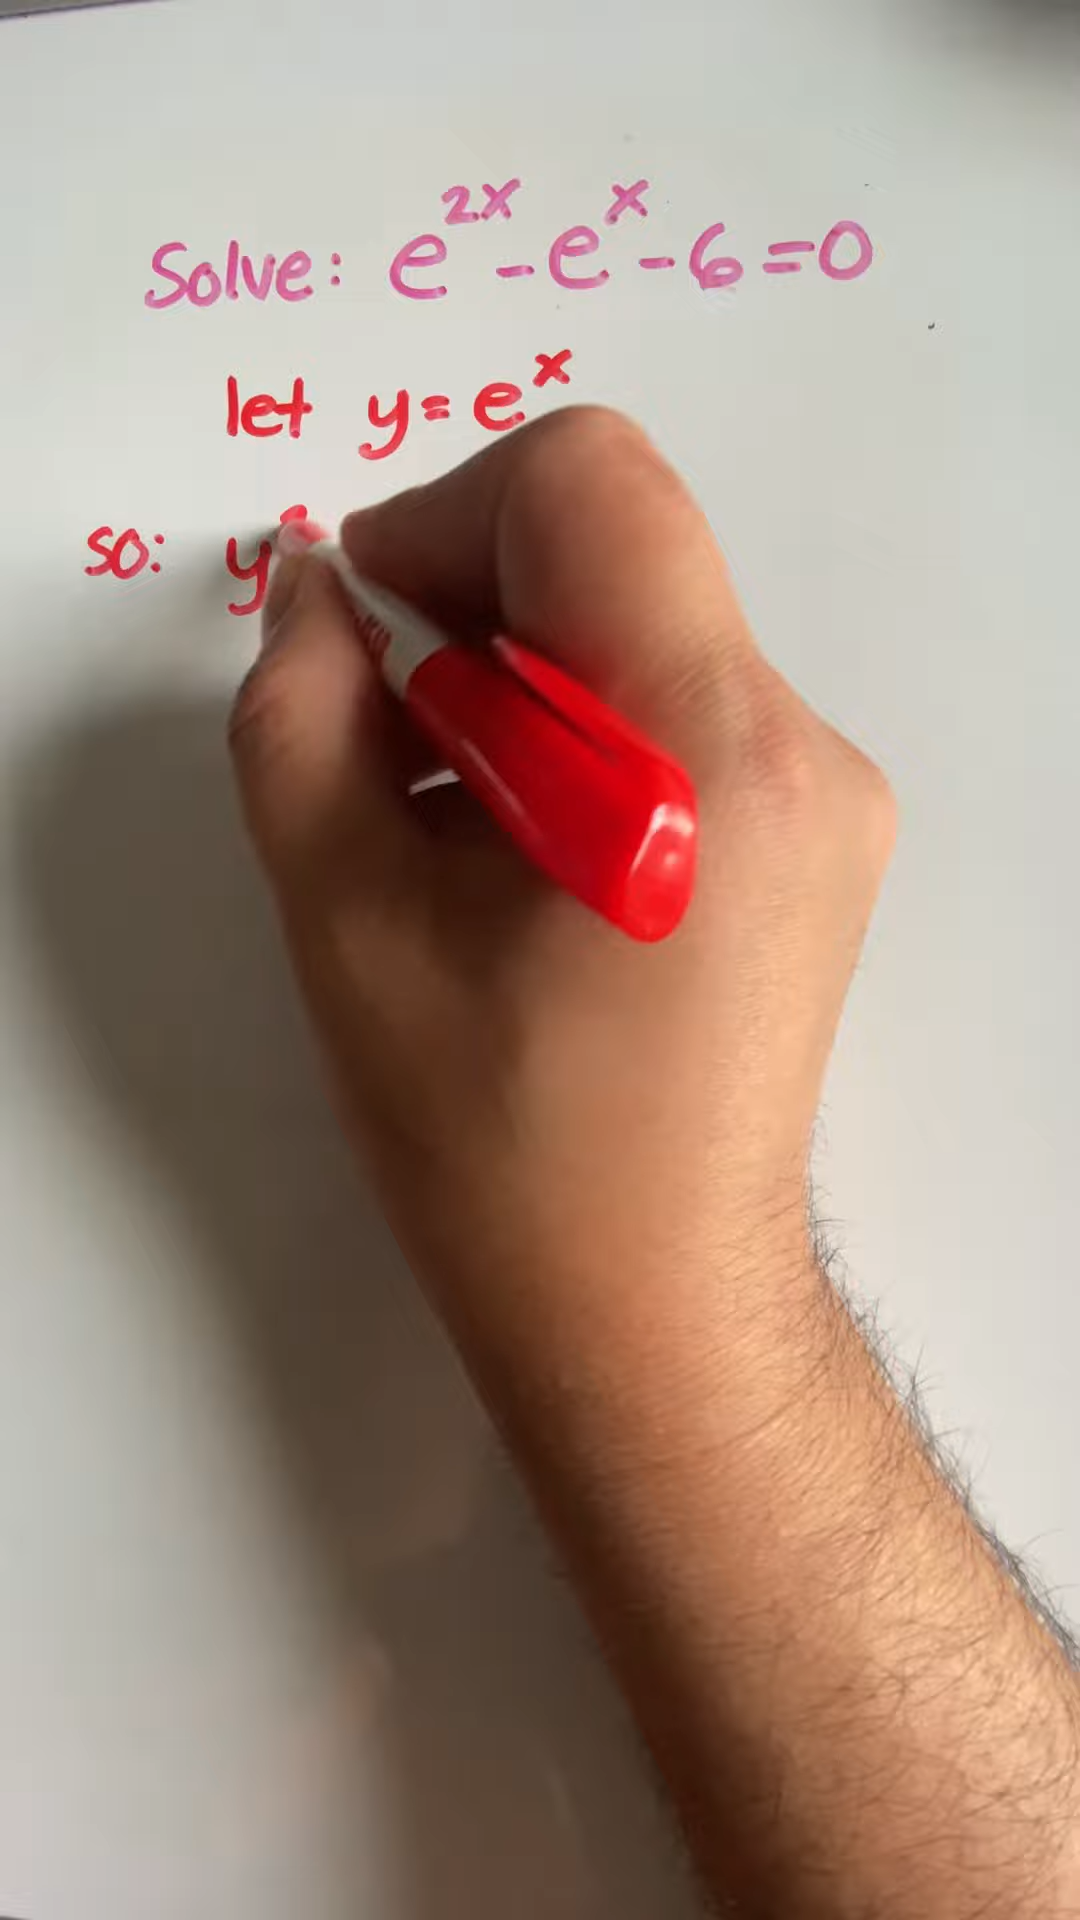 Solve: e^{2x} - e^x - 6 = 0
let y = e^x
so: y